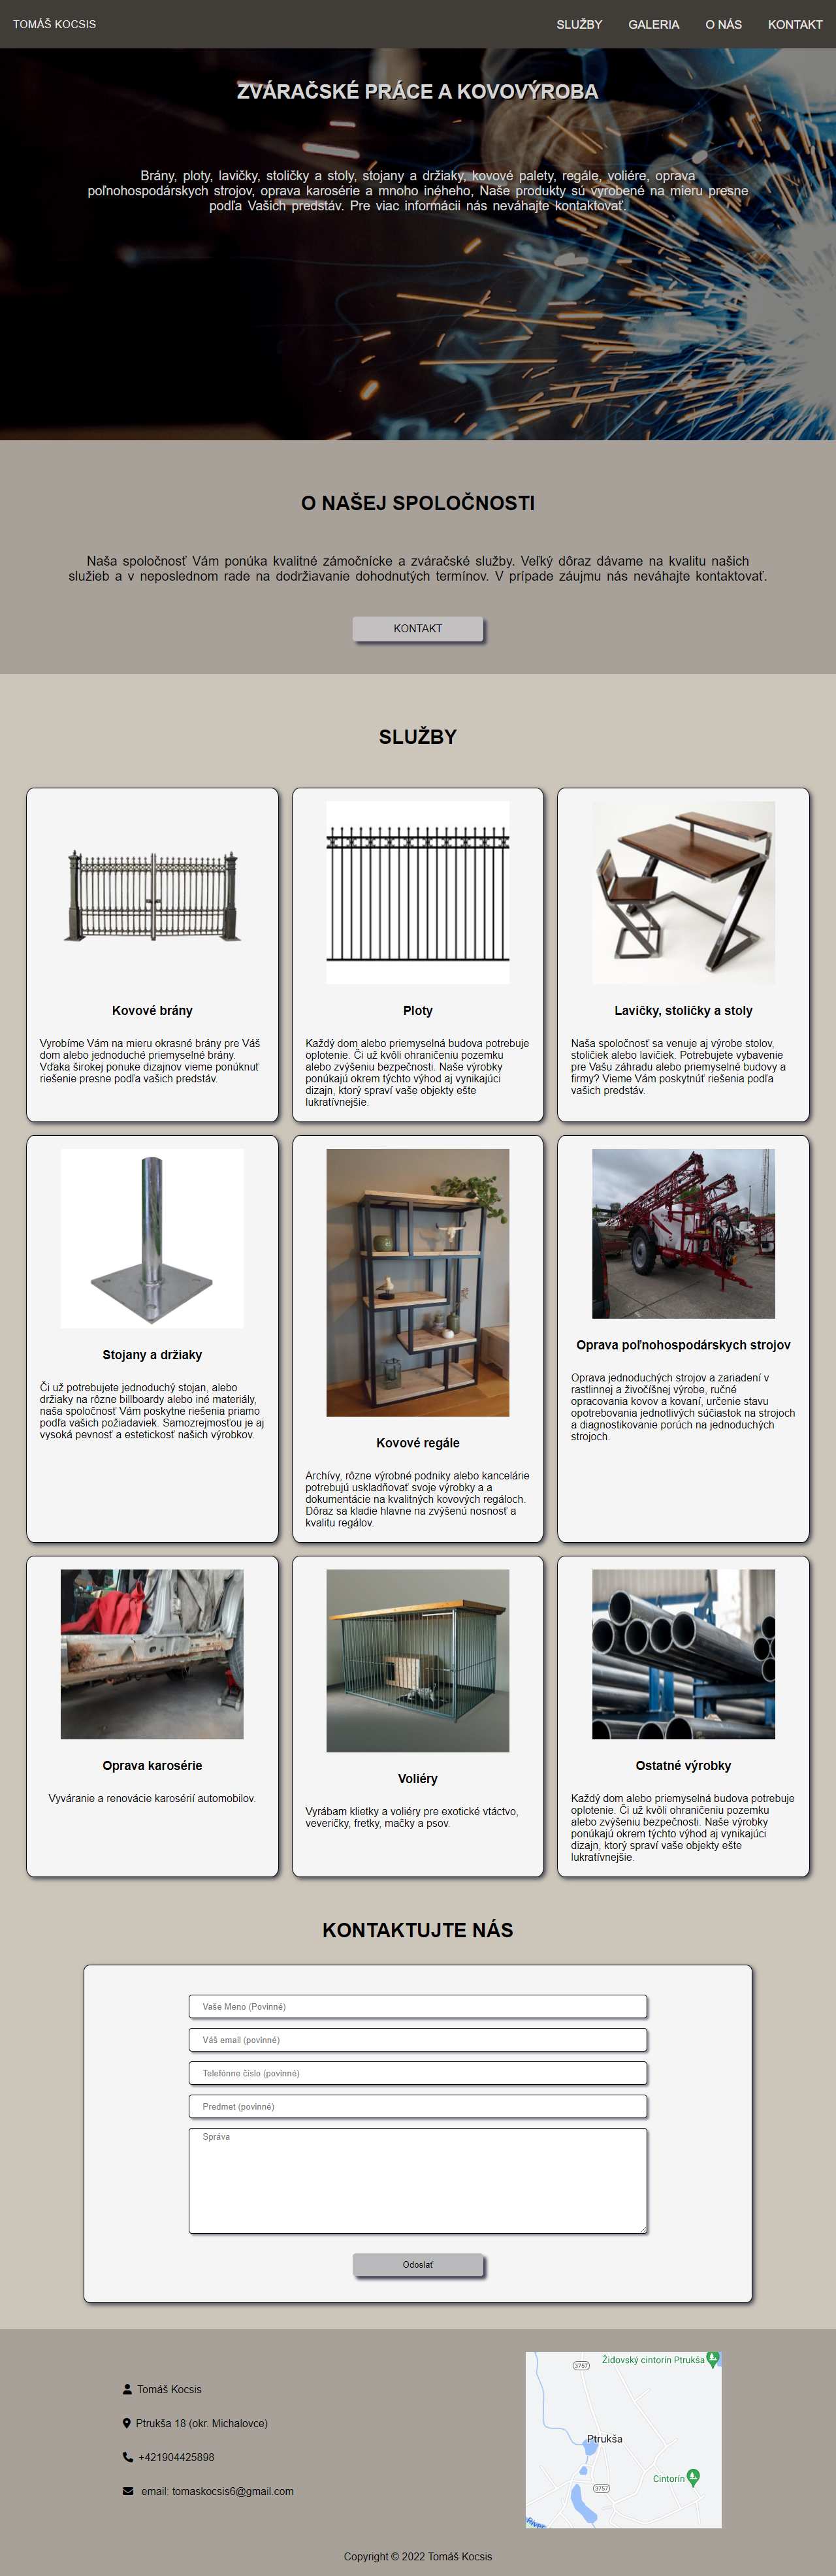 TOMÁŠ KOCSIS
SLUŽBY
GALERIA
O NÁS
KONTAKT
ZVÁRAČSKÉ PRÁCE A KOVOVÝROBA
Brány, ploty, lavičky, stoličky a stoly, stojany a držiaky, kovové palety, regále, voliére, oprava
poľnohospodárskych strojov, oprava karosérie a mnoho inéheho, Naše produkty sú vyrobené na mieru presne
podľa Vašich predstáv. Pre viac informácii nás neváhajte kontaktovať.
O NAŠEJ SPOLOČNOSTI
Naša spoločnosť Vám ponúka kvalitné zámočnícke a zváračské služby. Veľký dôraz dávame na kvalitu našich
služieb a v neposlednom rade na dodržiavanie dohodnutých termínov. V prípade záujmu nás neváhajte kontaktovať.
KONTAKT
SLUŽBY
Kovové brány
Vyrobíme Vám na mieru okrasné brány pre Váš
dom alebo jednoduché priemyselné brány.
Vďaka širokej ponuke dizajnov vieme ponúknuť
riešenie presne podľa vašich predstáv.
Ploty
Každý dom alebo priemyselná budova potrebuje
oplotenie. Či už kvôli ohraničeniu pozemku
alebo zvýšeniu bezpečnosti. Naše výrobky
ponúkajú okrem týchto výhod aj vynikajúci
dizajn, ktorý spraví vaše objekty ešte
lukratívnejšie.
Lavičky, stoličky a stoly
Naša spoločnosť sa venuje aj výrobe stolov,
stoličiek alebo lavičiek. Potrebujete vybavenie
pre Vašu záhradu alebo priemyselné budovy a
firmy? Vieme Vám poskytnúť riešenia podľa
vašich predstáv.
Stojany a držiaky
Či už potrebujete jednoduchý stojan, alebo
držiaky na rôzne billboardy alebo iné materiály,
naša spoločnosť Vám poskytne riešenia priamo
podľa vašich požiadaviek. Samozrejmosťou je aj
vysoká pevnosť a estetickosť našich výrobkov.
Kovové regále
Archívy, rôzne výrobné podniky alebo kancelárie
potrebujú uskladňovať svoje výrobky a a
dokumentácie na kvalitných kovových regáloch.
Dôraz sa kladie hlavne na zvýšenú nosnosť a
kvalitu regálov.
Oprava poľnohospodárskych strojov
Oprava jednoduchých strojov a zariadení v
rastlinnej a živočíšnej výrobe, ručné
opracovania kovov a kovaní, určenie stavu
opotrebovania jednotlivých súčiastok na strojoch
a diagnostikovanie porúch na jednoduchých
strojoch.
Oprava karosérie
Vyváranie a renovácie karosérií automobilov.
Voliéry
Vyrábam klietky a voliéry pre exotické vtáctvo,
veveričky, fretky, mačky a psov.
Ostatné výrobky
Každý dom alebo priemyselná budova potrebuje
oplotenie. Či už kvôli ohraničeniu pozemku
alebo zvýšeniu bezpečnosti. Naše výrobky
ponúkajú okrem týchto výhod aj vynikajúci
dizajn, ktorý spraví vaše objekty ešte
lukratívnejšie.
KONTAKTUJTE NÁS
Vaše Meno (Povinné)
Váš email (povinné)
Telefónne číslo (povinné)
Predmet (povinné)
Správa
Odoslať
Tomáš Kocsis
Ptrukša 18 (okr. Michalovce)
+421904425898
email: tomaskocsis6@gmail.com
Židovský cintorín Ptrukša
3757
Ptrukša
Cintorín
3757
River
Copyright © 2022 Tomáš Kocsis